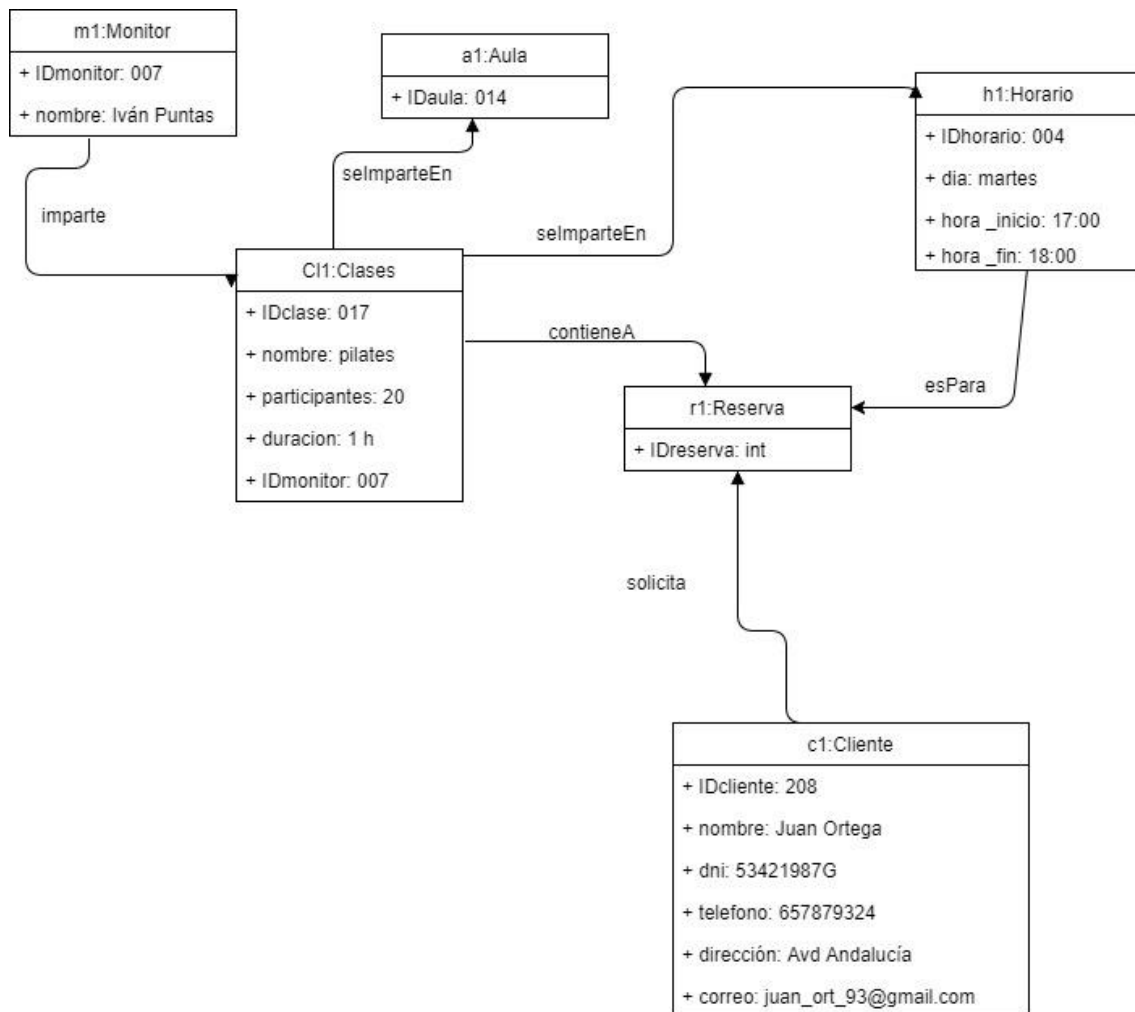 m1:Monitor
+ IDmonitor: 007
+ nombre: Iván Puntas
a1:Aula
+ IDaula: 014
h1:Horario
+ IDhorario: 004
+ dia: martes
+ hora _inicio: 17:00
+ hora _fin: 18:00
imparte
seImparteEn
seImparteEn
Cl1:Clases
+ IDclase: 017
+ nombre: pilates
+ participantes: 20
+ duracion: 1 h
+ IDmonitor: 007
contieneA
esPara
r1:Reserva
+ IDreserva: int
solicita
c1:Cliente
+ IDcliente: 208
+ nombre: Juan Ortega
+ dni: 53421987G
+ telefono: 657879324
+ dirección: Avd Andalucía
+ correo: juan_ort_93@gmail.com